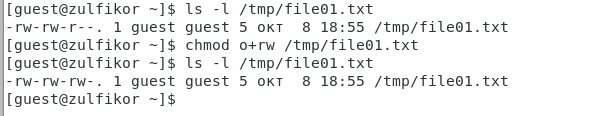 [guest@zulfikor ~]$ ls -l /tmp/file01.txt
-rw-rw-r--. 1 guest guest 5 окт  8 18:55 /tmp/file01.txt
[guest@zulfikor ~]$ chmod o+rw /tmp/file01.txt
[guest@zulfikor ~]$ ls -l /tmp/file01.txt
-rw-rw-rw-. 1 guest guest 5 окт  8 18:55 /tmp/file01.txt
[guest@zulfikor ~]$